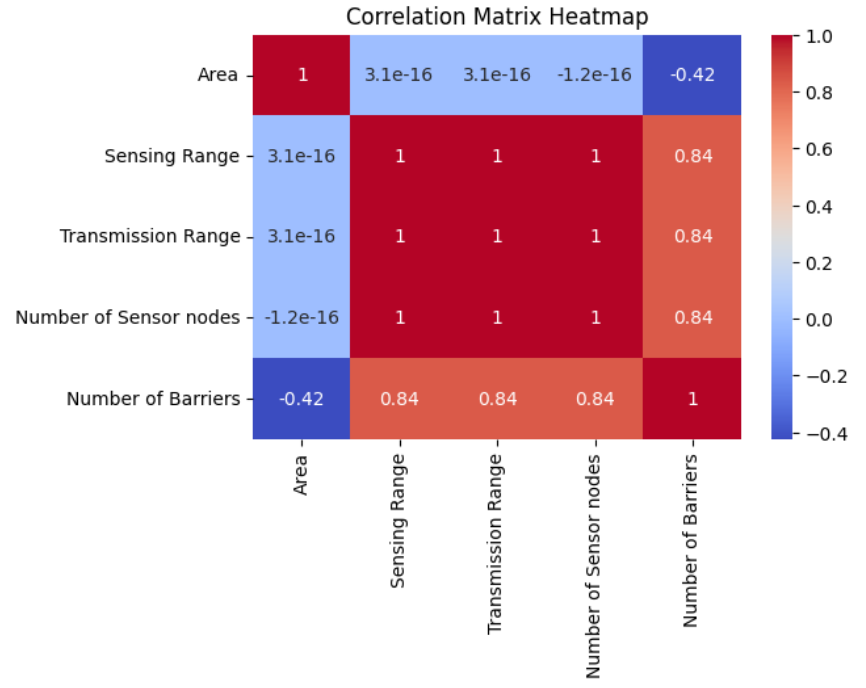 Correlation Matrix Heatmap
Area 1 3.1e-16 3.1e-16 -1.2e-16 -0.42
Sensing Range 3.1e-16 1 1 1 0.84
Transmission Range 3.1e-16 1 1 1 0.84
Number of Sensor nodes -1.2e-16 1 1 1 0.84
Number of Barriers -0.42 0.84 0.84 0.84 1
Area
Sensing Range
Transmission Range
Number of Sensor nodes
Number of Barriers
1.0
0.8
0.6
0.4
0.2
0.0
−0.2
−0.4